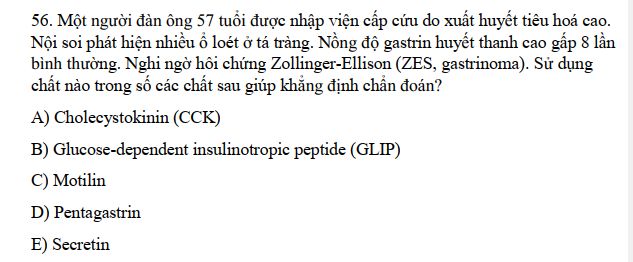 56. Một người đàn ông 57 tuổi được nhập viện cấp cứu do xuất huyết tiêu hoá cao.
Nội soi phát hiện nhiều ổ loét ở tá tràng. Nồng độ gastrin huyết thanh cao gấp 8 lần
bình thường. Nghi ngờ hôi chứng Zollinger-Ellison (ZES, gastrinoma). Sử dụng
chất nào trong số các chất sau giúp khẳng định chẩn đoán?
A) Cholecystokinin (CCK)
B) Glucose-dependent insulinotropic peptide (GLIP)
C) Motilin
D) Pentagastrin
E) Secretin